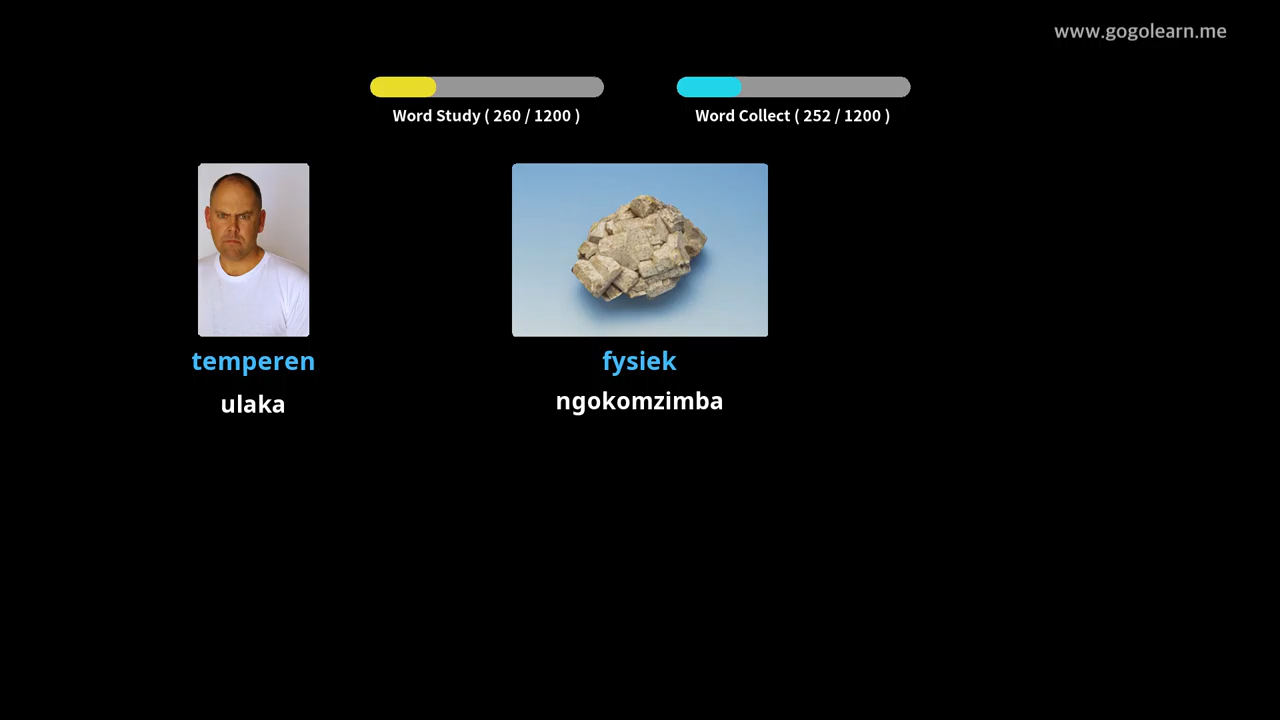 www.gogolearn.me
Word Study ( 260 / 1200 )
Word Collect ( 252 / 1200 )
temperen
fysiek
ulaka
ngokomzimba